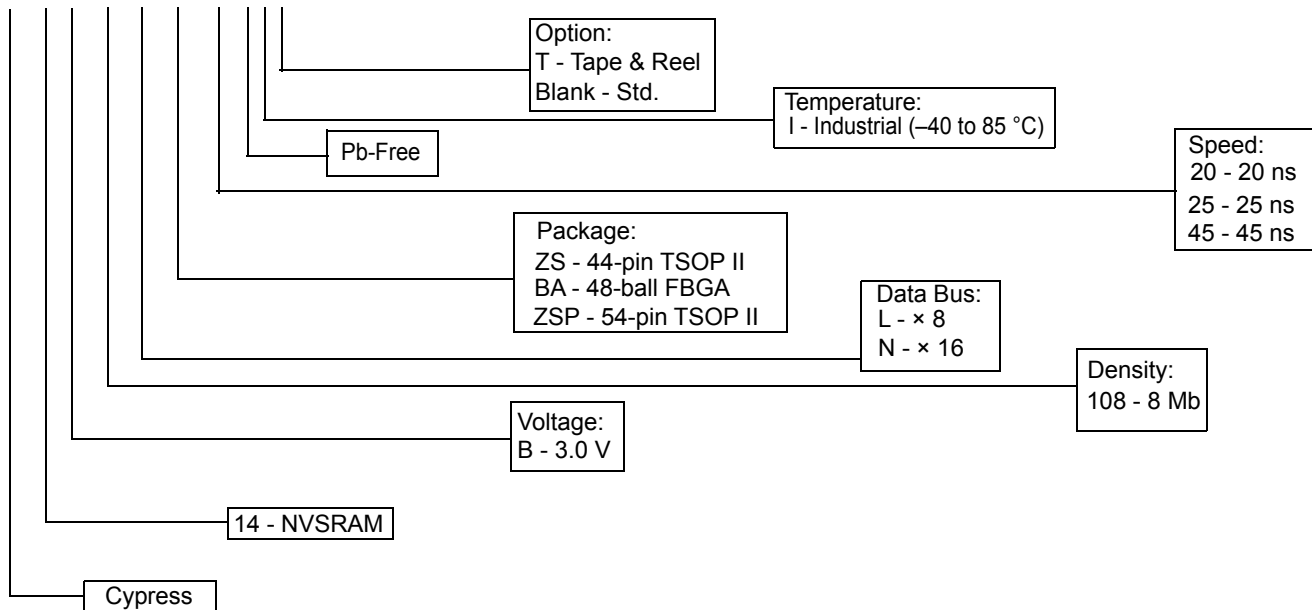 Option:
T - Tape & Reel
Blank - Std.
Temperature:
I - Industrial (–40 to 85 °C)
Pb-Free
Speed:
20 - 20 ns
25 - 25 ns
45 - 45 ns
Package:
ZS - 44-pin TSOP II
BA - 48-ball FBGA
ZSP - 54-pin TSOP II
Data Bus:
L - × 8
N - × 16
Density:
108 - 8 Mb
Voltage:
B - 3.0 V
14 - NVSRAM
Cypress